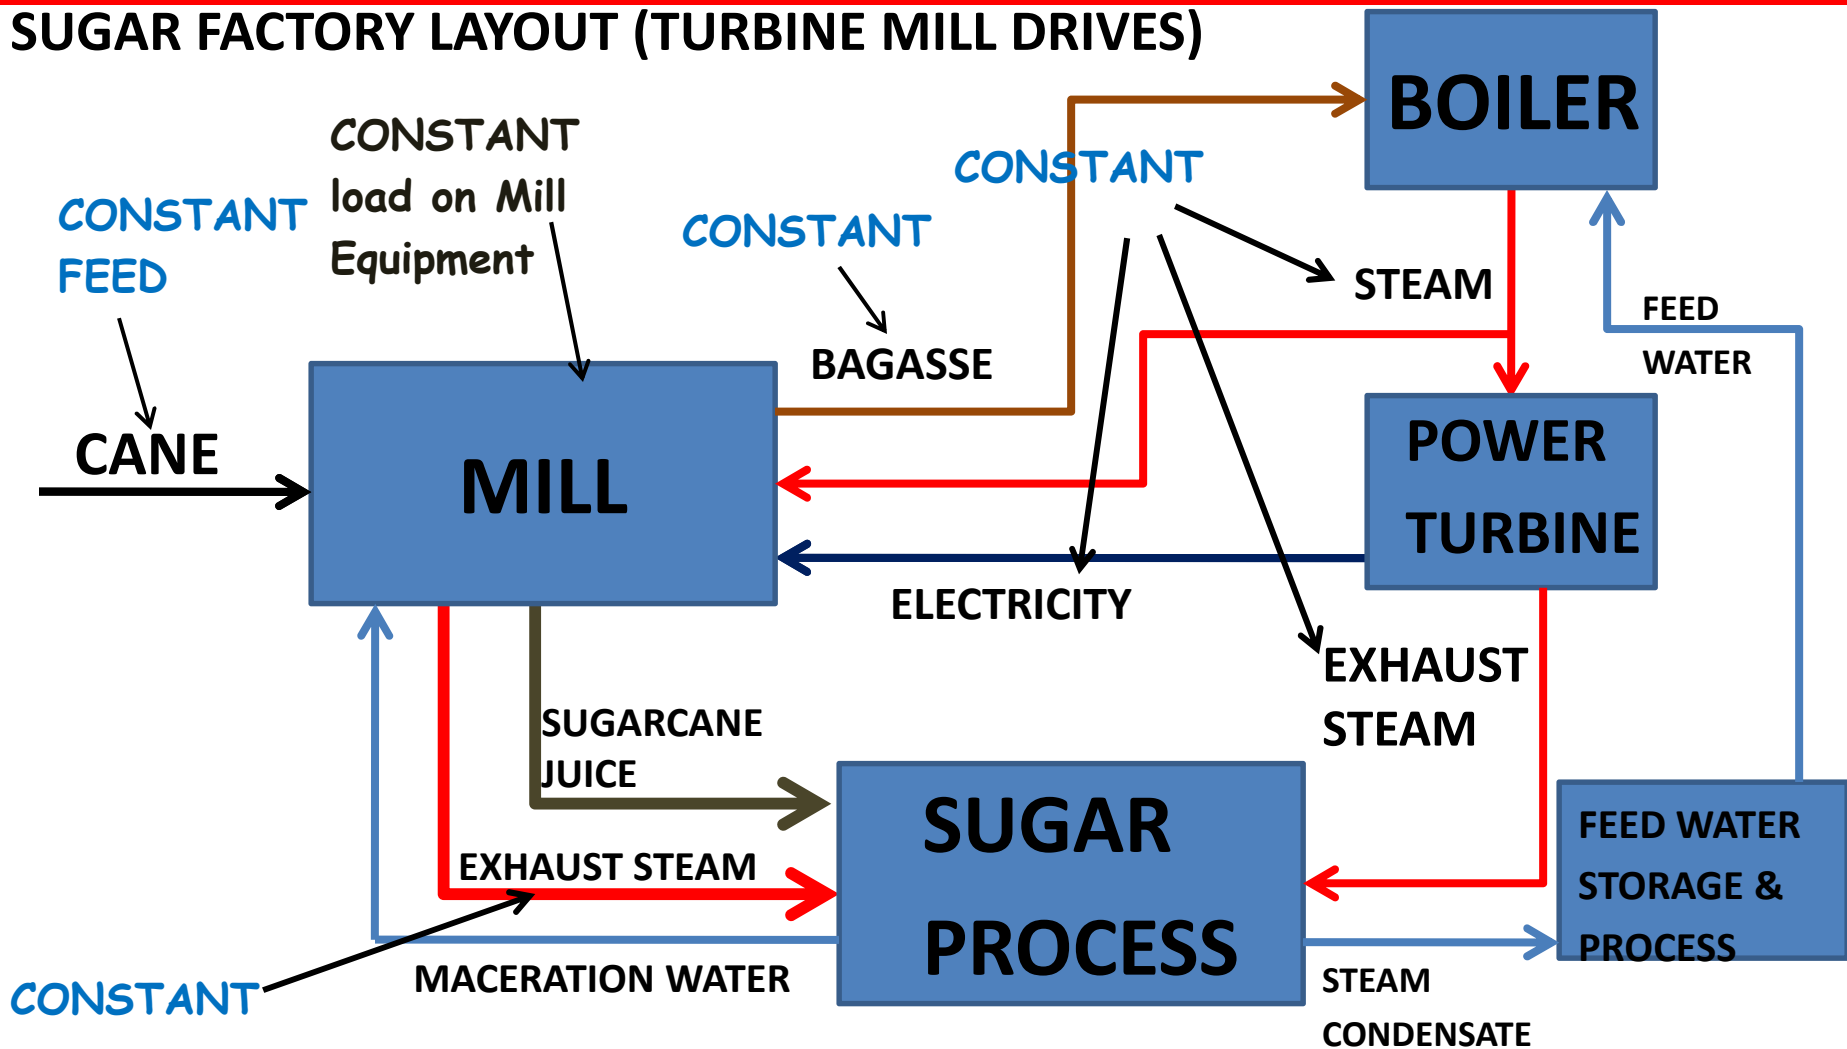 SUGAR FACTORY LAYOUT (TURBINE MILL DRIVES)
BOILER
CONSTANT
load on Mill
Equipment
CONSTANT
CONSTANT
FEED
CONSTANT
STEAM
FEED
WATER
BAGASSE
CANE
MILL
POWER
TURBINE
ELECTRICITY
EXHAUST
STEAM
SUGARCANE
JUICE
SUGAR
PROCESS
FEED WATER
STORAGE &
PROCESS
EXHAUST STEAM
MACERATION WATER
CONSTANT
STEAM
CONDENSATE